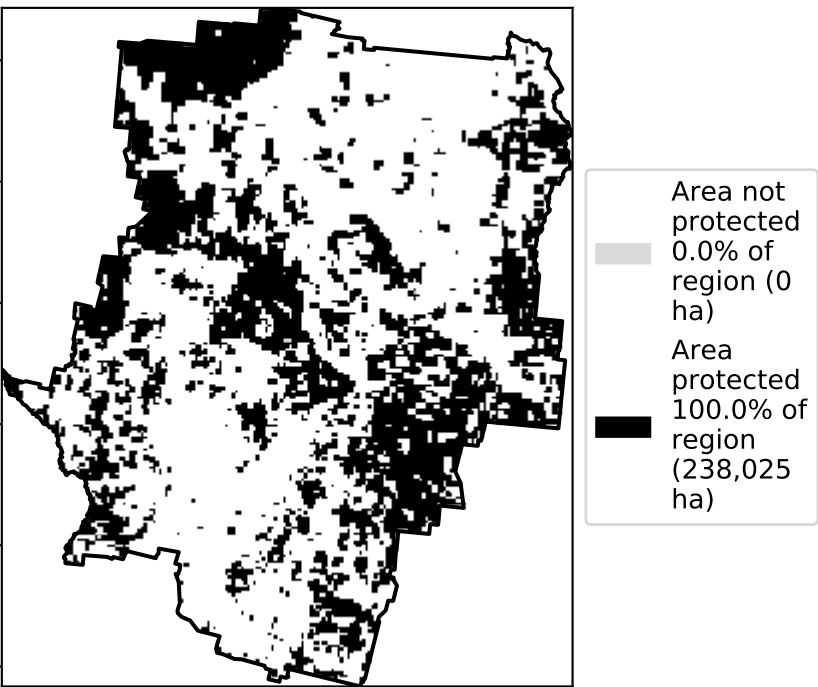 Area not
protected
0.0% of
region (0
ha)
Area
protected
100.0% of
region
(238,025
ha)